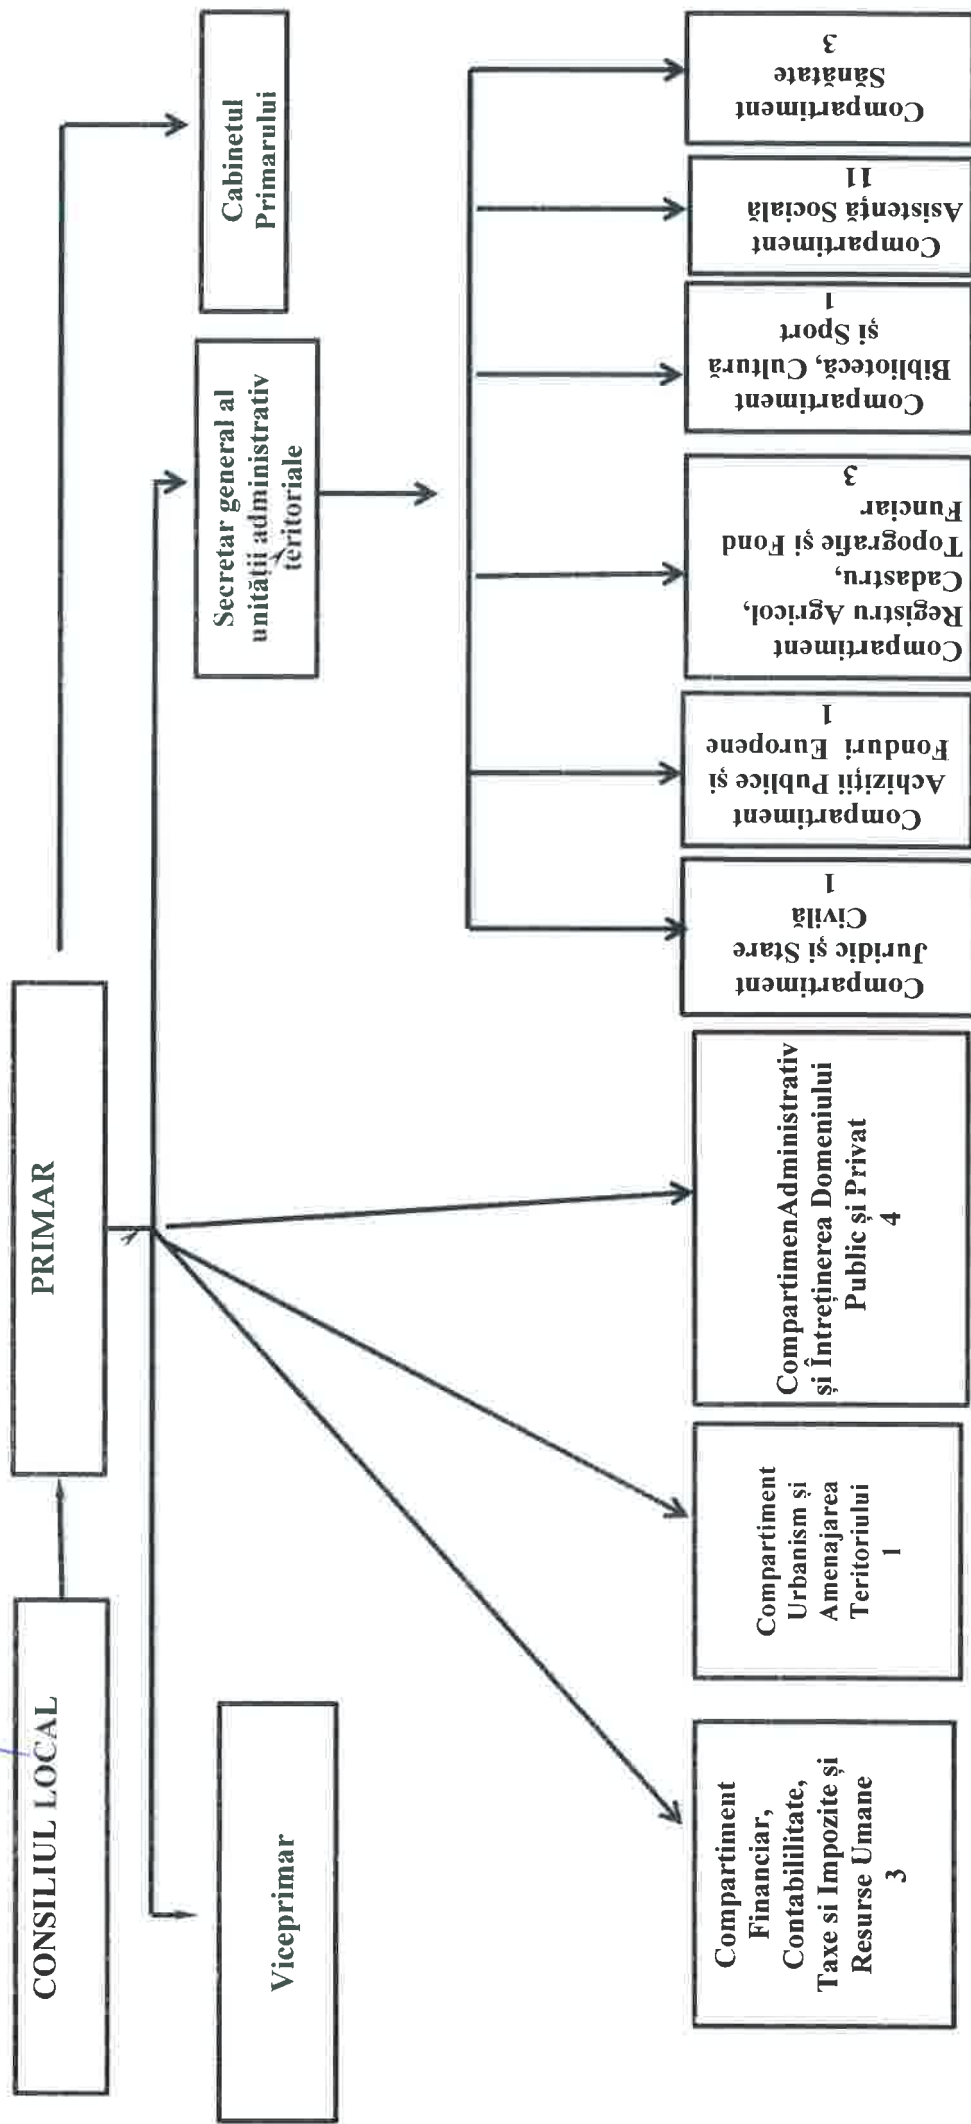 CONSILIUL LOCAL
PRIMAR
Viceprimar
Secretar general al
unității administrativ
teritoriale
Cabinetul
Primarului
Compartiment
Financiar,
Contabililitate,
Taxe si Impozite și
Resurse Umane
3
Compartiment
Urbanism și
Amenajarea
Teritoriului
1
CompartimenAdministrativ
și Întreținerea Domeniului
Public și Privat
4
Compartiment
Juridic și Stare
Civilă
1
Compartiment
Achiziții Publice și
Fonduri Europene
1
Compartiment
Registru Agricol,
Cadastru,
Topografie și Fond
Funciar
3
Compartiment
Bibliotecă, Cultură
și Sport
1
Compartiment
Asistența Socială
11
Compartiment
Sănătate
3